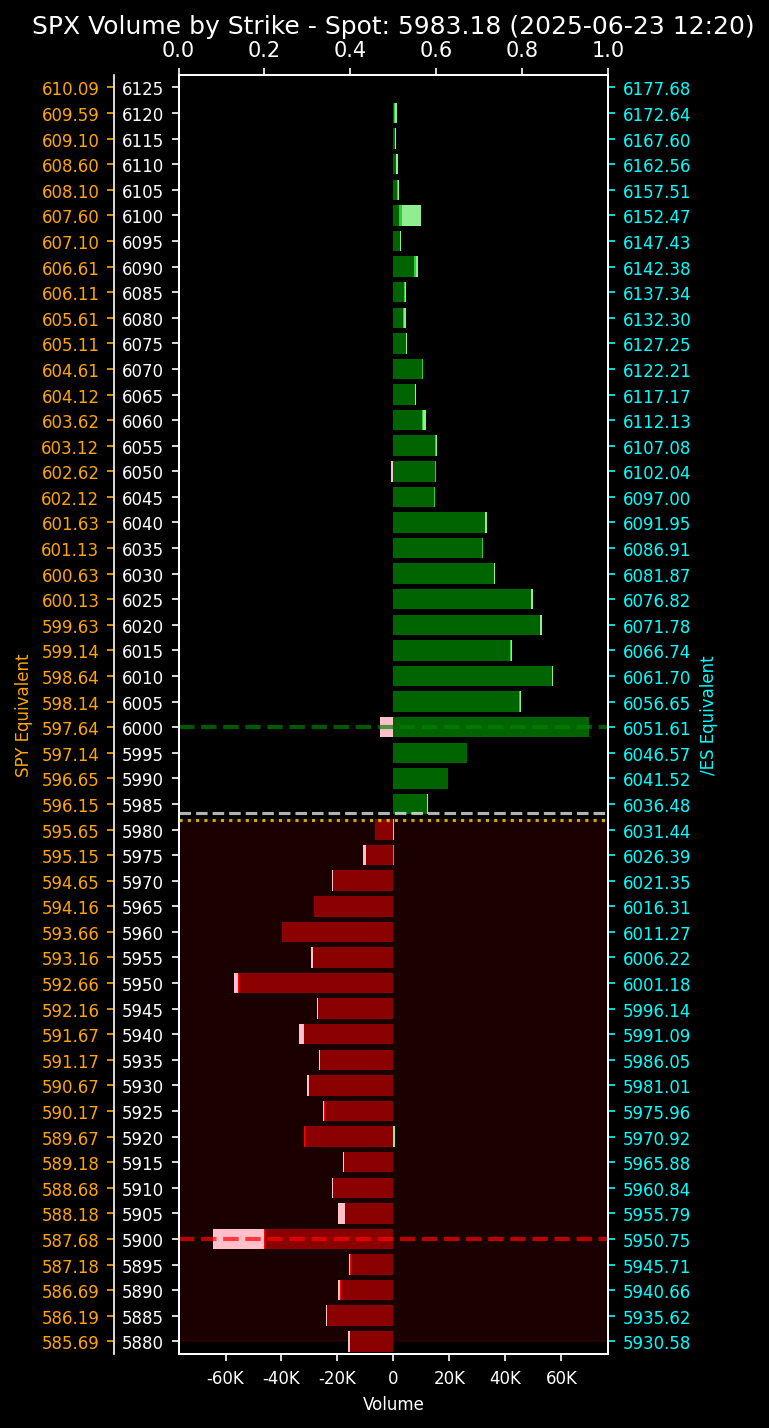 SPX Volume by Strike - Spot: 5983.18 (2025-06-23 12:20)
0.0 0.2 0.4 0.6 0.8 1.0
610.09 6125 6177.68
609.59 6120 6172.64
609.10 6115 6167.60
608.60 6110 6162.56
608.10 6105 6157.51
607.60 6100 6152.47
607.10 6095 6147.43
606.61 6090 6142.38
606.11 6085 6137.34
605.61 6080 6132.30
605.11 6075 6127.25
604.61 6070 6122.21
604.12 6065 6117.17
603.62 6060 6112.13
603.12 6055 6107.08
602.62 6050 6102.04
602.12 6045 6097.00
601.63 6040 6091.95
601.13 6035 6086.91
600.63 6030 6081.87
600.13 6025 6076.82
599.63 6020 6071.78
599.14 6015 6066.74
598.64 6010 6061.70
598.14 6005 6056.65
597.64 6000 6051.61
597.14 5995 6046.57
596.65 5990 6041.52
596.15 5985 6036.48
595.65 5980 6031.44
595.15 5975 6026.39
594.65 5970 6021.35
594.16 5965 6016.31
593.66 5960 6011.27
593.16 5955 6006.22
592.66 5950 6001.18
592.16 5945 5996.14
591.67 5940 5991.09
591.17 5935 5986.05
590.67 5930 5981.01
590.17 5925 5975.96
589.67 5920 5970.92
589.18 5915 5965.88
588.68 5910 5960.84
588.18 5905 5955.79
587.68 5900 5950.75
587.18 5895 5945.71
586.69 5890 5940.66
586.19 5885 5935.62
585.69 5880 5930.58
SPY Equivalent
/ES Equivalent
-60K -40K -20K 0 20K 40K 60K
Volume